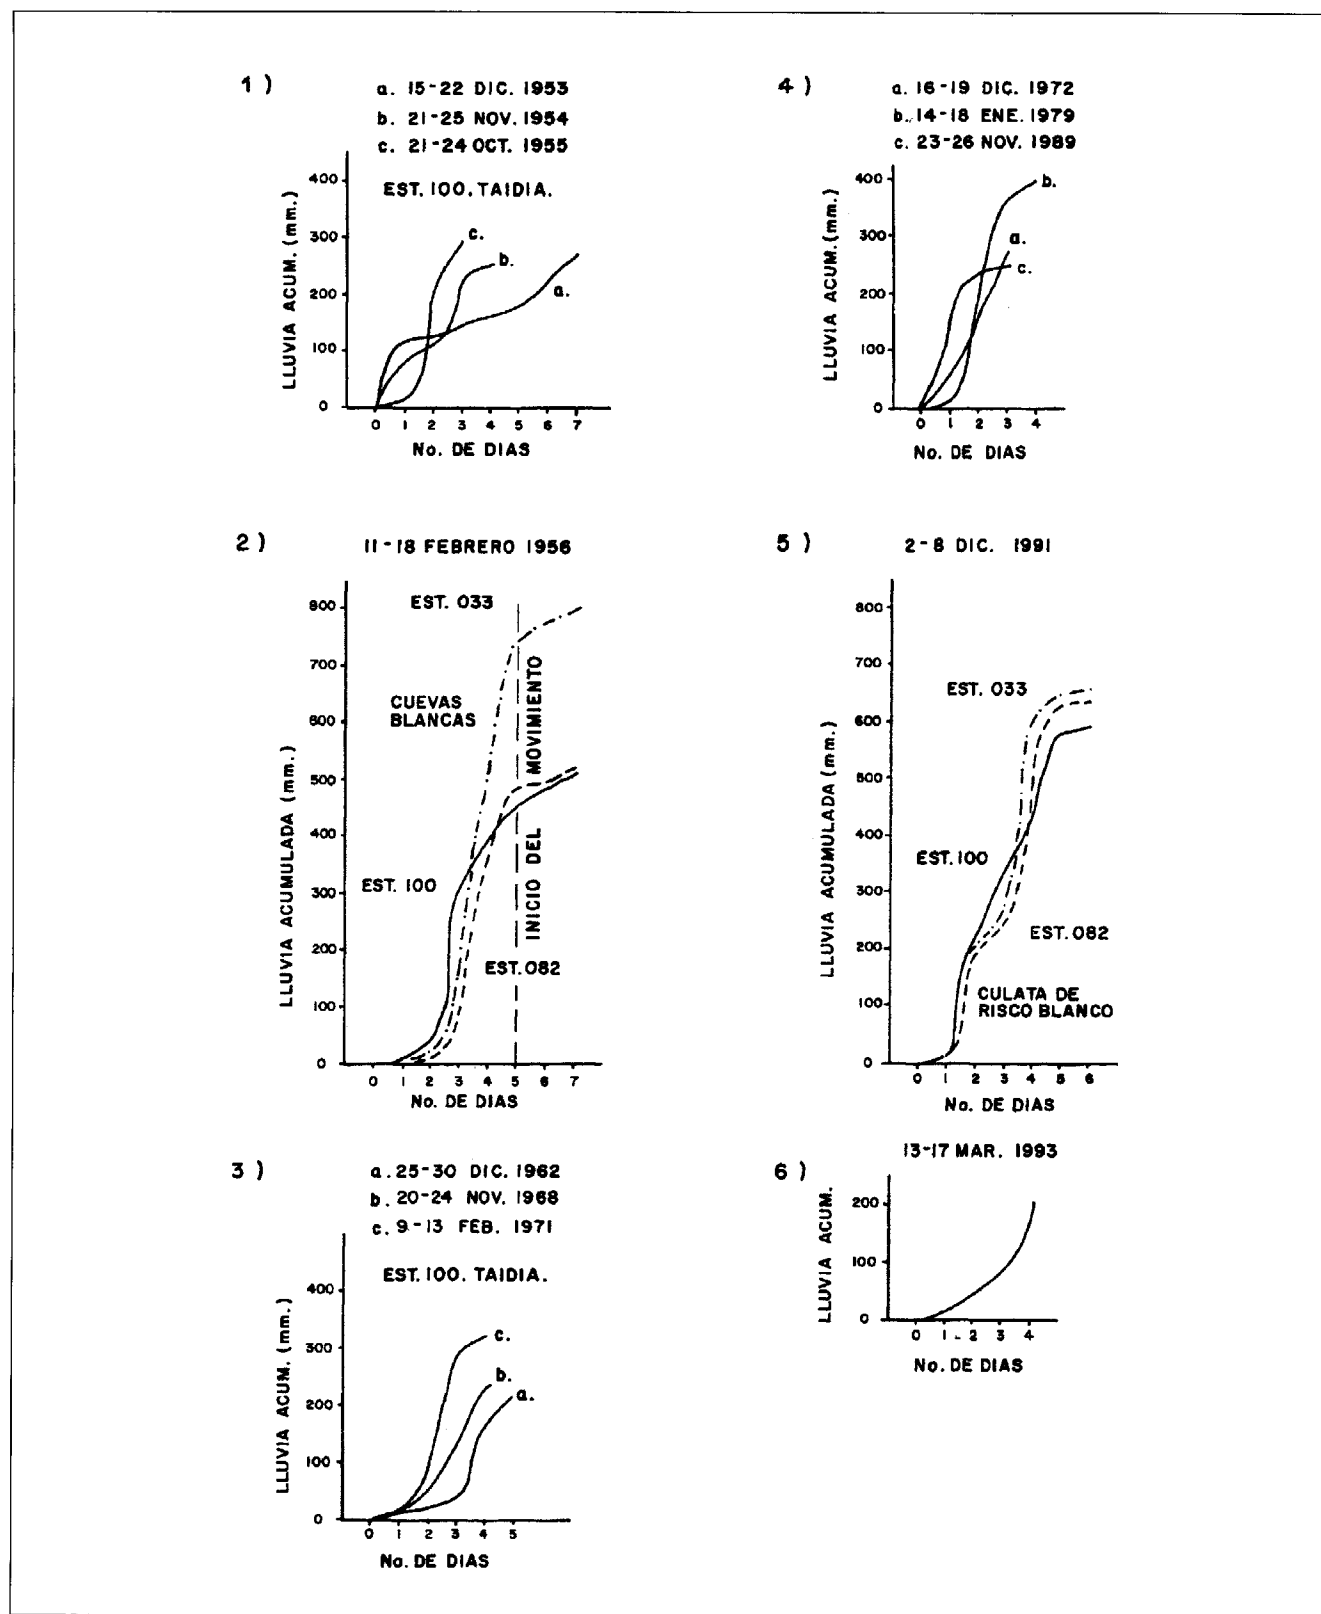 1)
a. 15-22 DIC. 1953
b. 21-25 NOV. 1954
c. 21-24 OCT. 1955
EST. 100. TAIDIA.
LLUVIA ACUM. (mm.)
400
300
200
100
0
c.
b.
a.
0 1 2 3 4 5 6 7
No. DE DIAS
4)
a. 16-19 DIC. 1972
b. 14-18 ENE. 1979
c. 23-26 NOV. 1989
LLUVIA ACUM. (mm.)
400
300
200
100
0
b.
a.
c.
0 1 2 3 4
No. DE DIAS
2)
11-18 FEBRERO 1956
LLUVIA ACUMULADA (mm.)
800
700
600
500
400
300
200
100
0
EST. 033
CUEVAS
BLANCAS
INICIO DEL MOVIMIENTO
EST. 100
EST. 082
0 1 2 3 4 5 6 7
No. DE DIAS
5)
2-8 DIC. 1991
LLUVIA ACUMULADA (mm.)
800
700
600
500
400
300
200
100
0
EST. 033
EST. 100
EST. 082
CULATA DE
RISCO BLANCO
0 1 2 3 4 5 6
No. DE DIAS
3)
a. 25-30 DIC. 1962
b. 20-24 NOV. 1968
c. 9-13 FEB. 1971
EST. 100. TAIDIA.
LLUVIA ACUM. (mm.)
400
300
200
100
0
c.
b.
a.
0 1 2 3 4 5
No. DE DIAS
6)
13-17 MAR. 1993
LLUVIA ACUM.
200
100
0
0 1 2 3 4
No. DE DIAS